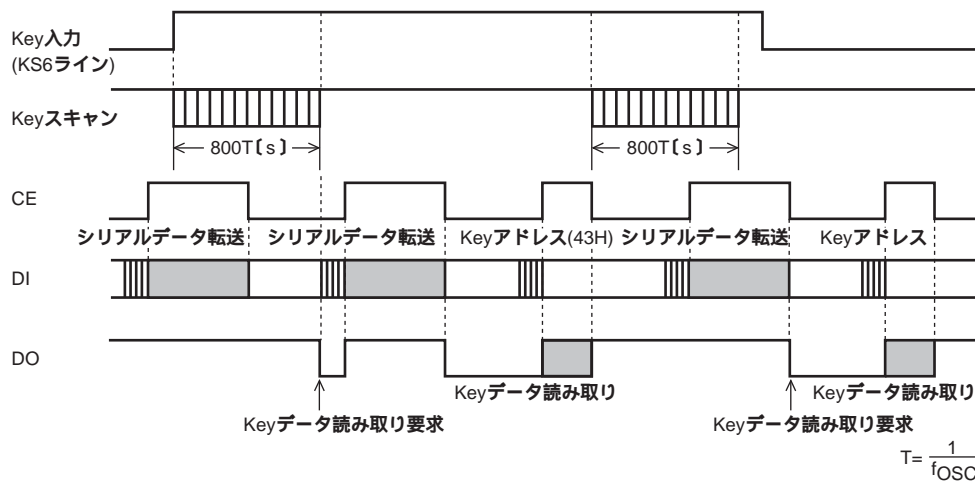 Key入力
(KS6ライン)
Keyスキャン
800T〔s〕
800T〔s〕
CE
シリアルデータ転送
シリアルデータ転送
Keyアドレス(43H)
シリアルデータ転送
Keyアドレス
DI
DO
Keyデータ読み取り
Keyデータ読み取り
Keyデータ読み取り要求
Keyデータ読み取り要求
T= 1/fOSC